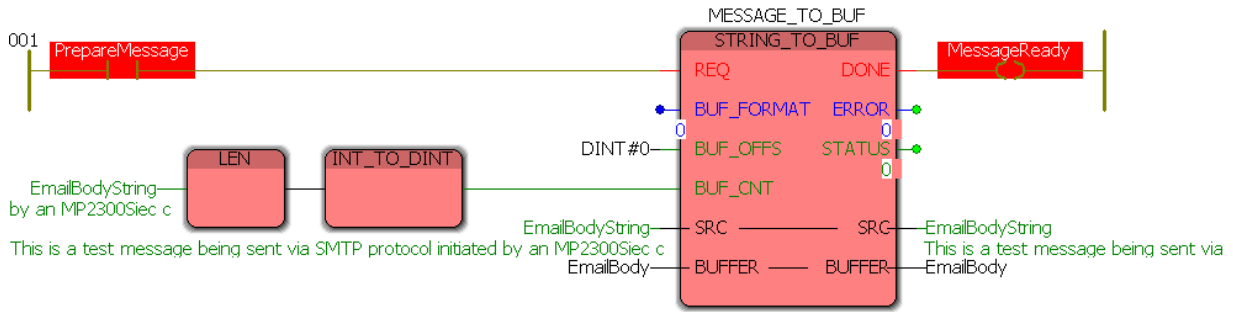 MESSAGE_TO_BUF
001
PrepareMessage
STRING_TO_BUF
MessageReady
REQ
DONE
BUF_FORMAT
ERROR
0
0
DINT#0
BUF_OFFS
STATUS
0
LEN
INT_TO_DINT
BUF_CNT
EmailBodyString
by an MP2300Siec c
EmailBodyString
SRC
SRC
EmailBodyString
This is a test message being sent via SMTP protocol initiated by an MP2300Siec c
This is a test message being sent via
EmailBody
BUFFER
BUFFER
EmailBody